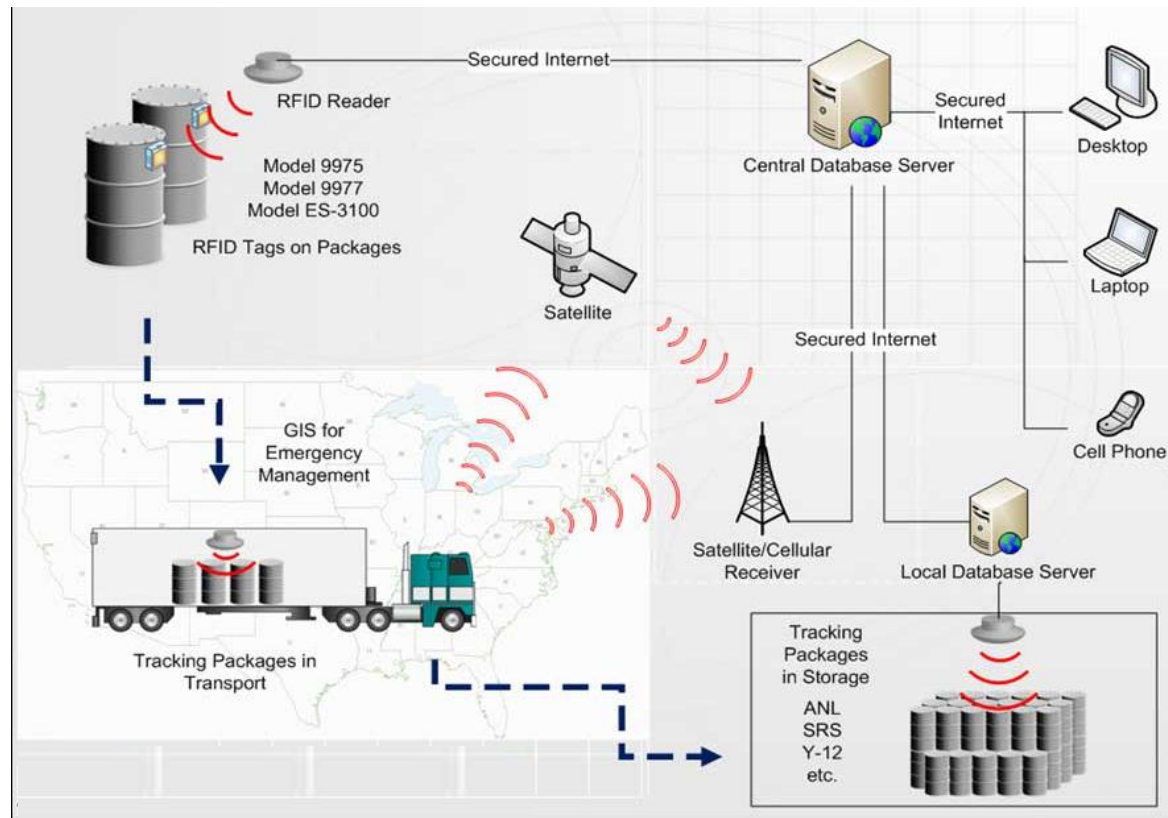 Secured Internet
RFID Reader
Model 9975
Model 9977
Model ES-3100
RFID Tags on Packages
Central Database Server
Secured
Internet
Desktop
Laptop
Cell Phone
Satellite
Secured Internet
GIS for
Emergency
Management
Satellite/Cellular
Receiver
Local Database Server
Tracking Packages in
Transport
Tracking
Packages
in Storage
ANL
SRS
Y-12
etc.